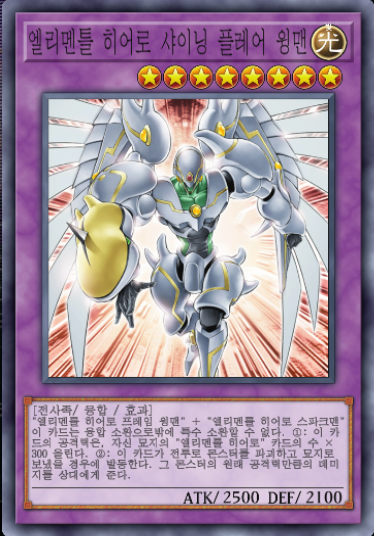 엘리멘틀 히어로 샤이닝 플레어 윙맨
光
[전사족/ 융합 / 효과]
"엘리멘틀 히어로 프레임 윙맨" + "엘리멘틀 히어로 스파크맨"
이 카드는 융합 소환으로밖에 특수 소환할 수 없다. ①: 이 카
드의 공격력은, 자신 묘지의 "엘리멘틀 히어로" 카드의 수 ×
300 올린다. ②: 이 카드가 전투로 몬스터를 파괴하고 묘지로
보냈을 경우에 발동한다. 그 몬스터의 원래 공격력만큼의 데미
지를 상대에게 준다.
ATK/ 2500 DEF/ 2100